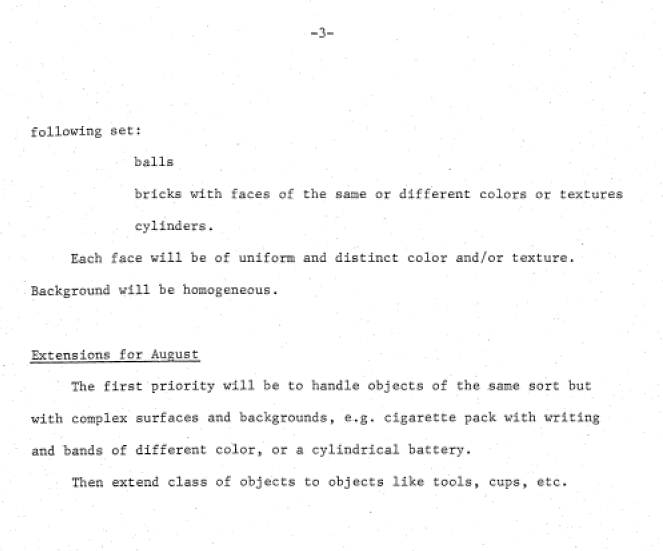 -3-
following set:
balls
bricks with faces of the same or different colors or textures
cylinders.
Each face will be of uniform and distinct color and/or texture.
Background will be homogeneous.
Extensions for August
The first priority will be to handle objects of the same sort but
with complex surfaces and backgrounds, e.g. cigarette pack with writing
and bands of different color, or a cylindrical battery.
Then extend class of objects to objects like tools, cups, etc.